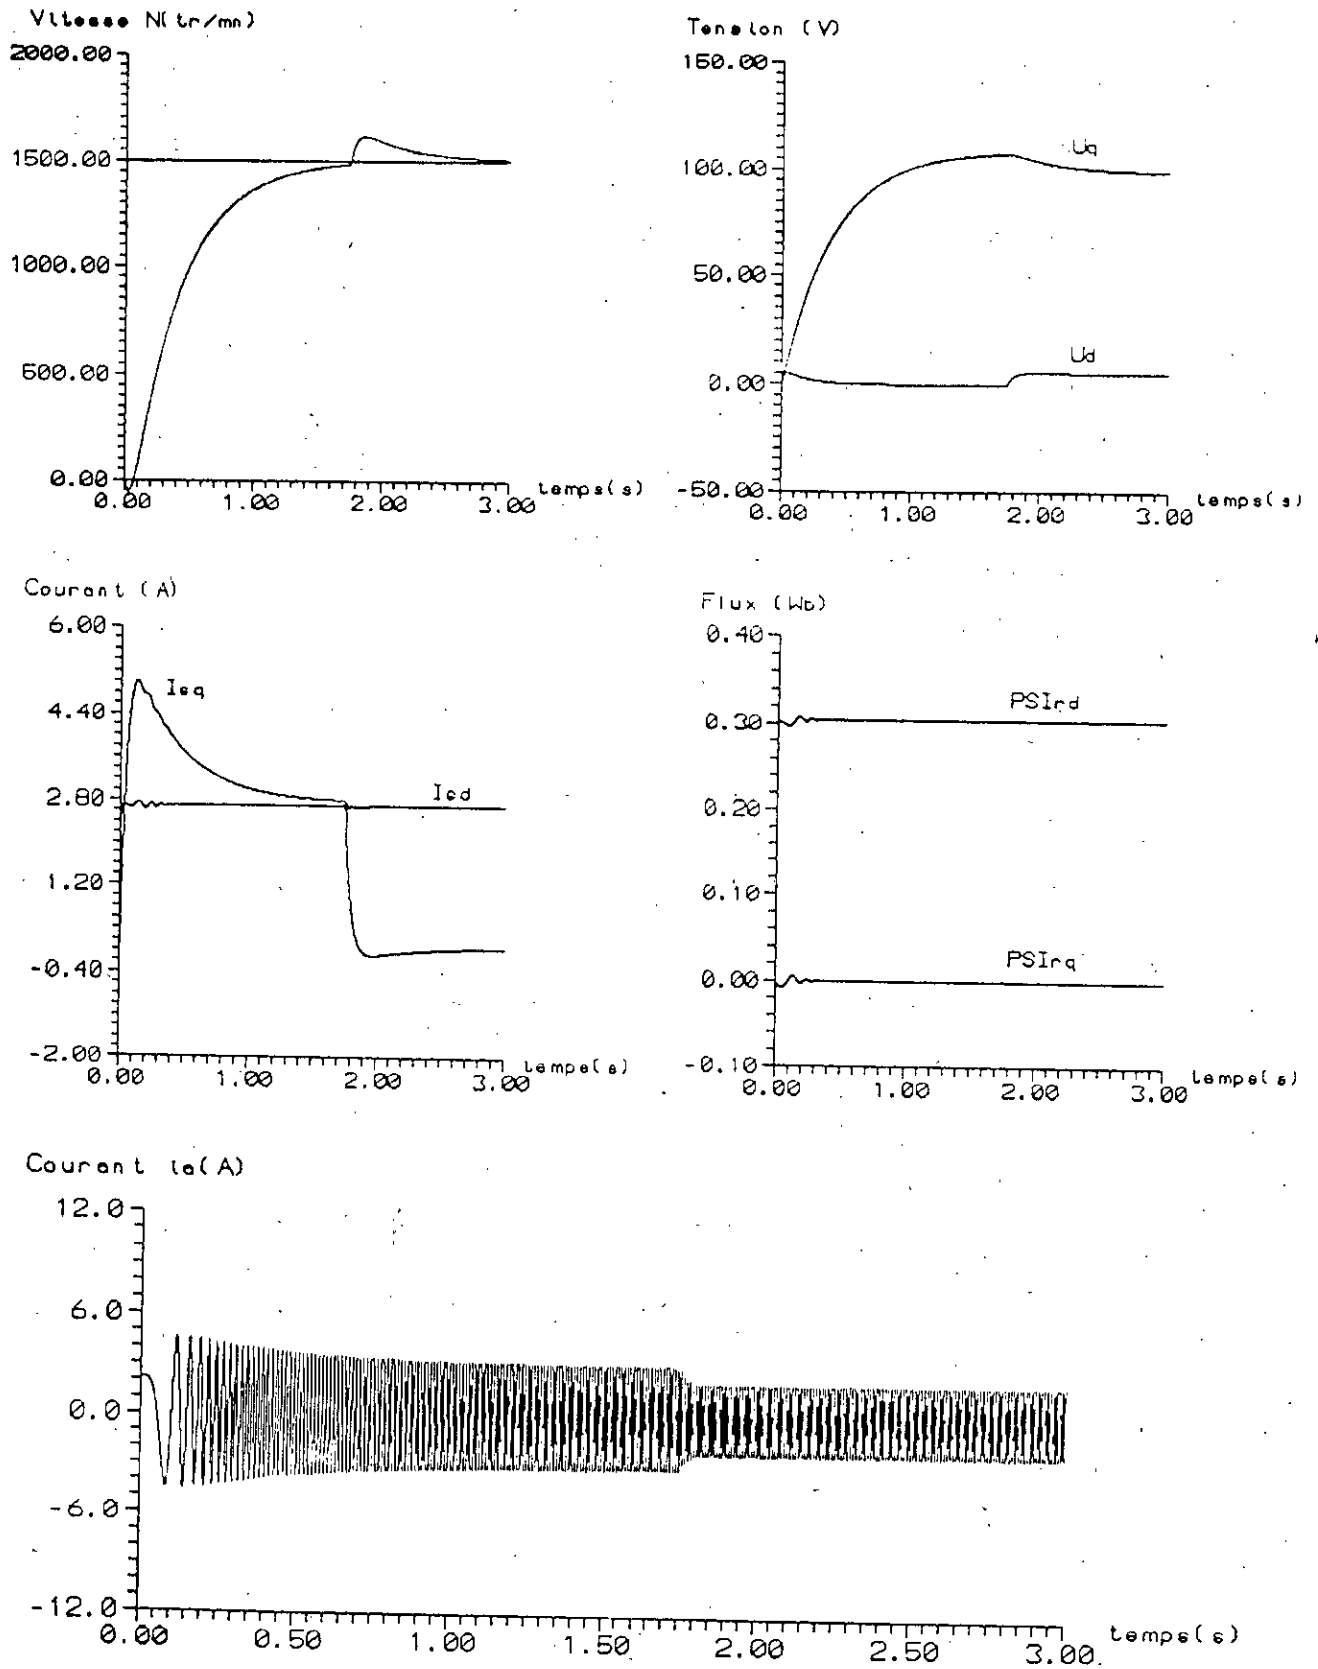 Vitesse N(tr/mn)
2000.00
1500.00
1000.00
500.00
0.00
0.00 1.00 2.00 3.00 temps(s)
Tension (V)
150.00
100.00
50.00
0.00
-50.00
Uq
Ud
0.00 1.00 2.00 3.00 temps(s)
Courant (A)
6.00
4.40
2.80
1.20
-0.40
-2.00
Isq
Isd
0.00 1.00 2.00 3.00 temps(s)
Flux (Wb)
0.40
0.30
0.20
0.10
0.00
-0.10
PSIrd
PSIrq
0.00 1.00 2.00 3.00 temps(s)
Courant ia(A)
12.0
6.0
0.0
-6.0
-12.0
0.00 0.50 1.00 1.50 2.00 2.50 3.00 temps(s)